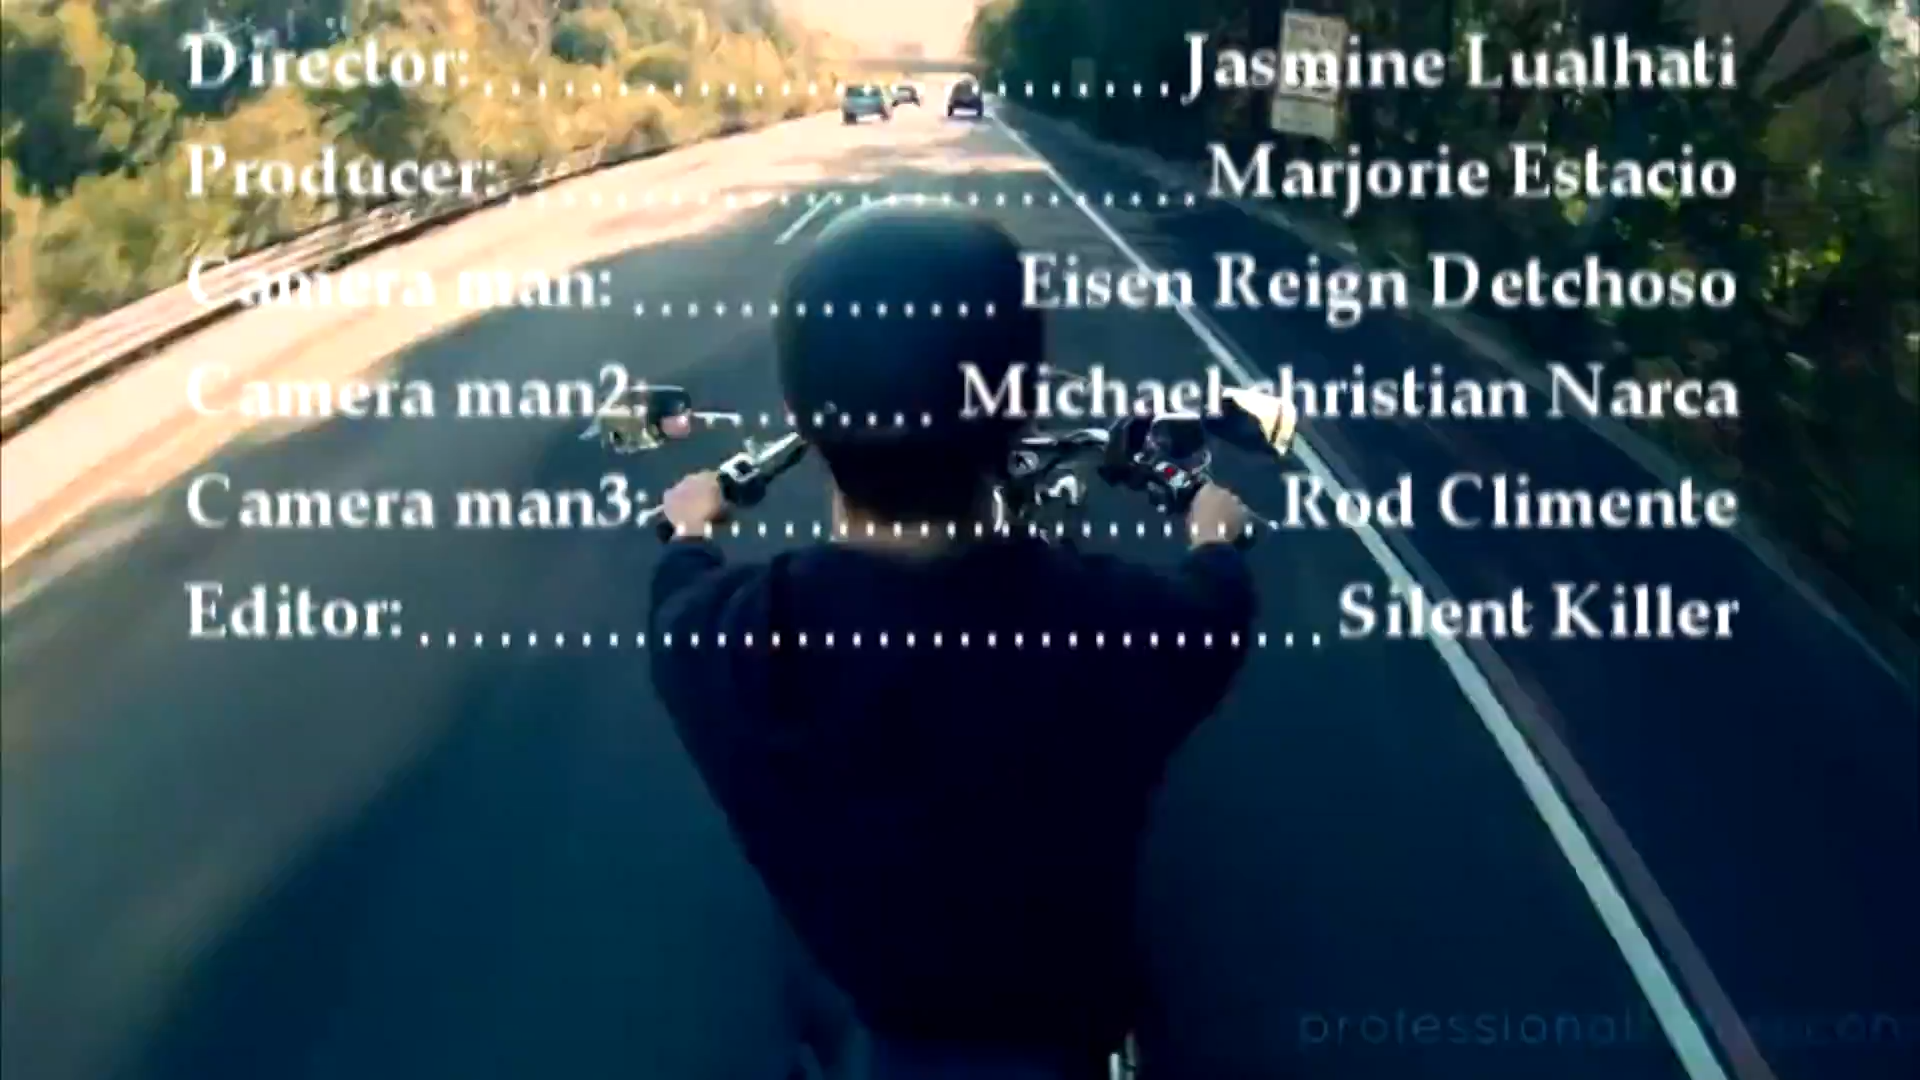 Director:..........................Jasmine Lualhati
Producer:..........................Marjorie Estacio
Camera man: .............. Eisen Reign Detchoso
Camera man2:........... Michael christian Narca
Camera man3:.......................Rod Climente
Editor: .................................. Silent Killer